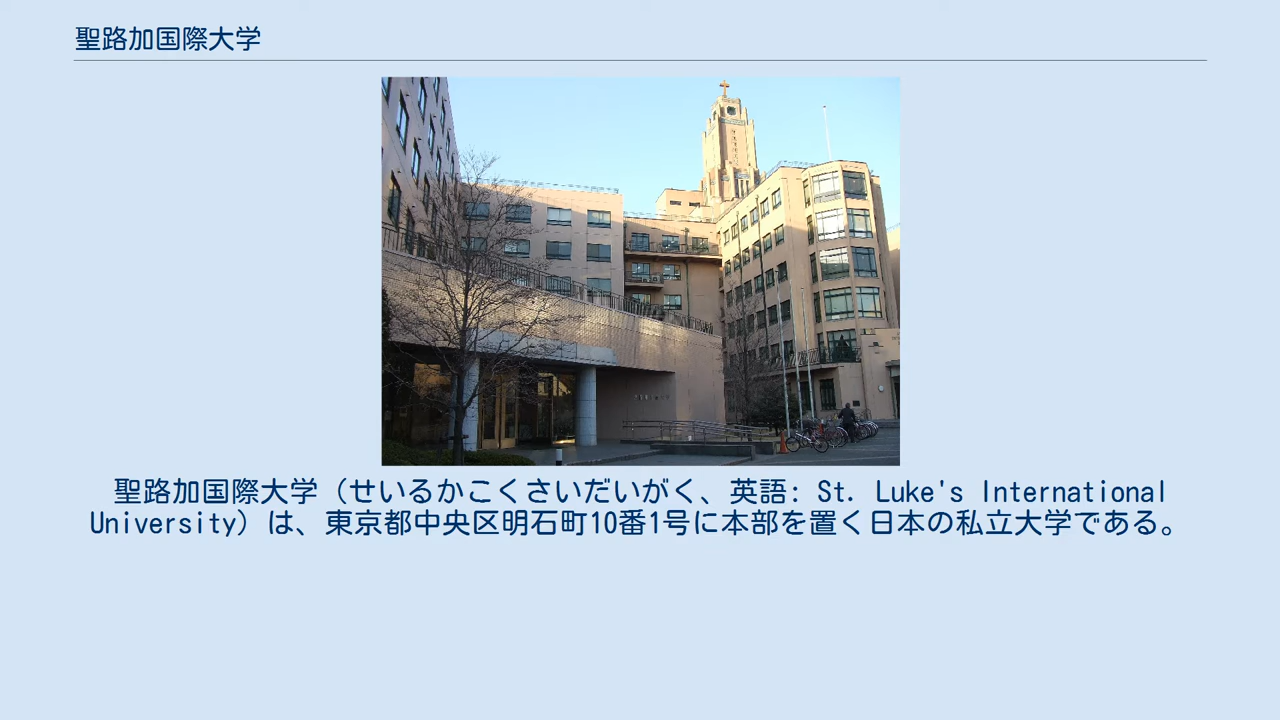 聖路加国際大学
聖路加国際大学（せいるかこくさいだいがく、英語: St. Luke's International
University）は、東京都中央区明石町10番1号に本部を置く日本の私立大学である。